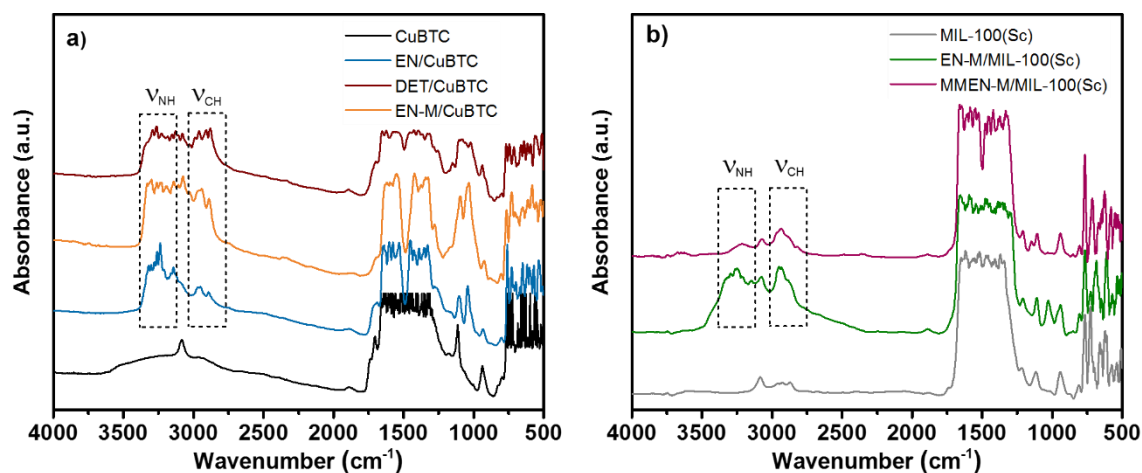 a)
CuBTC
EN/CuBTC
DET/CuBTC
EN-M/CuBTC
νNH
νCH
Absorbance (a.u.)
4000 3500 3000 2500 2000 1500 1000 500
Wavenumber (cm-1)
b)
MIL-100(Sc)
EN-M/MIL-100(Sc)
MMEN-M/MIL-100(Sc)
νNH
νCH
Absorbance (a.u.)
4000 3500 3000 2500 2000 1500 1000 500
Wavenumber (cm-1)